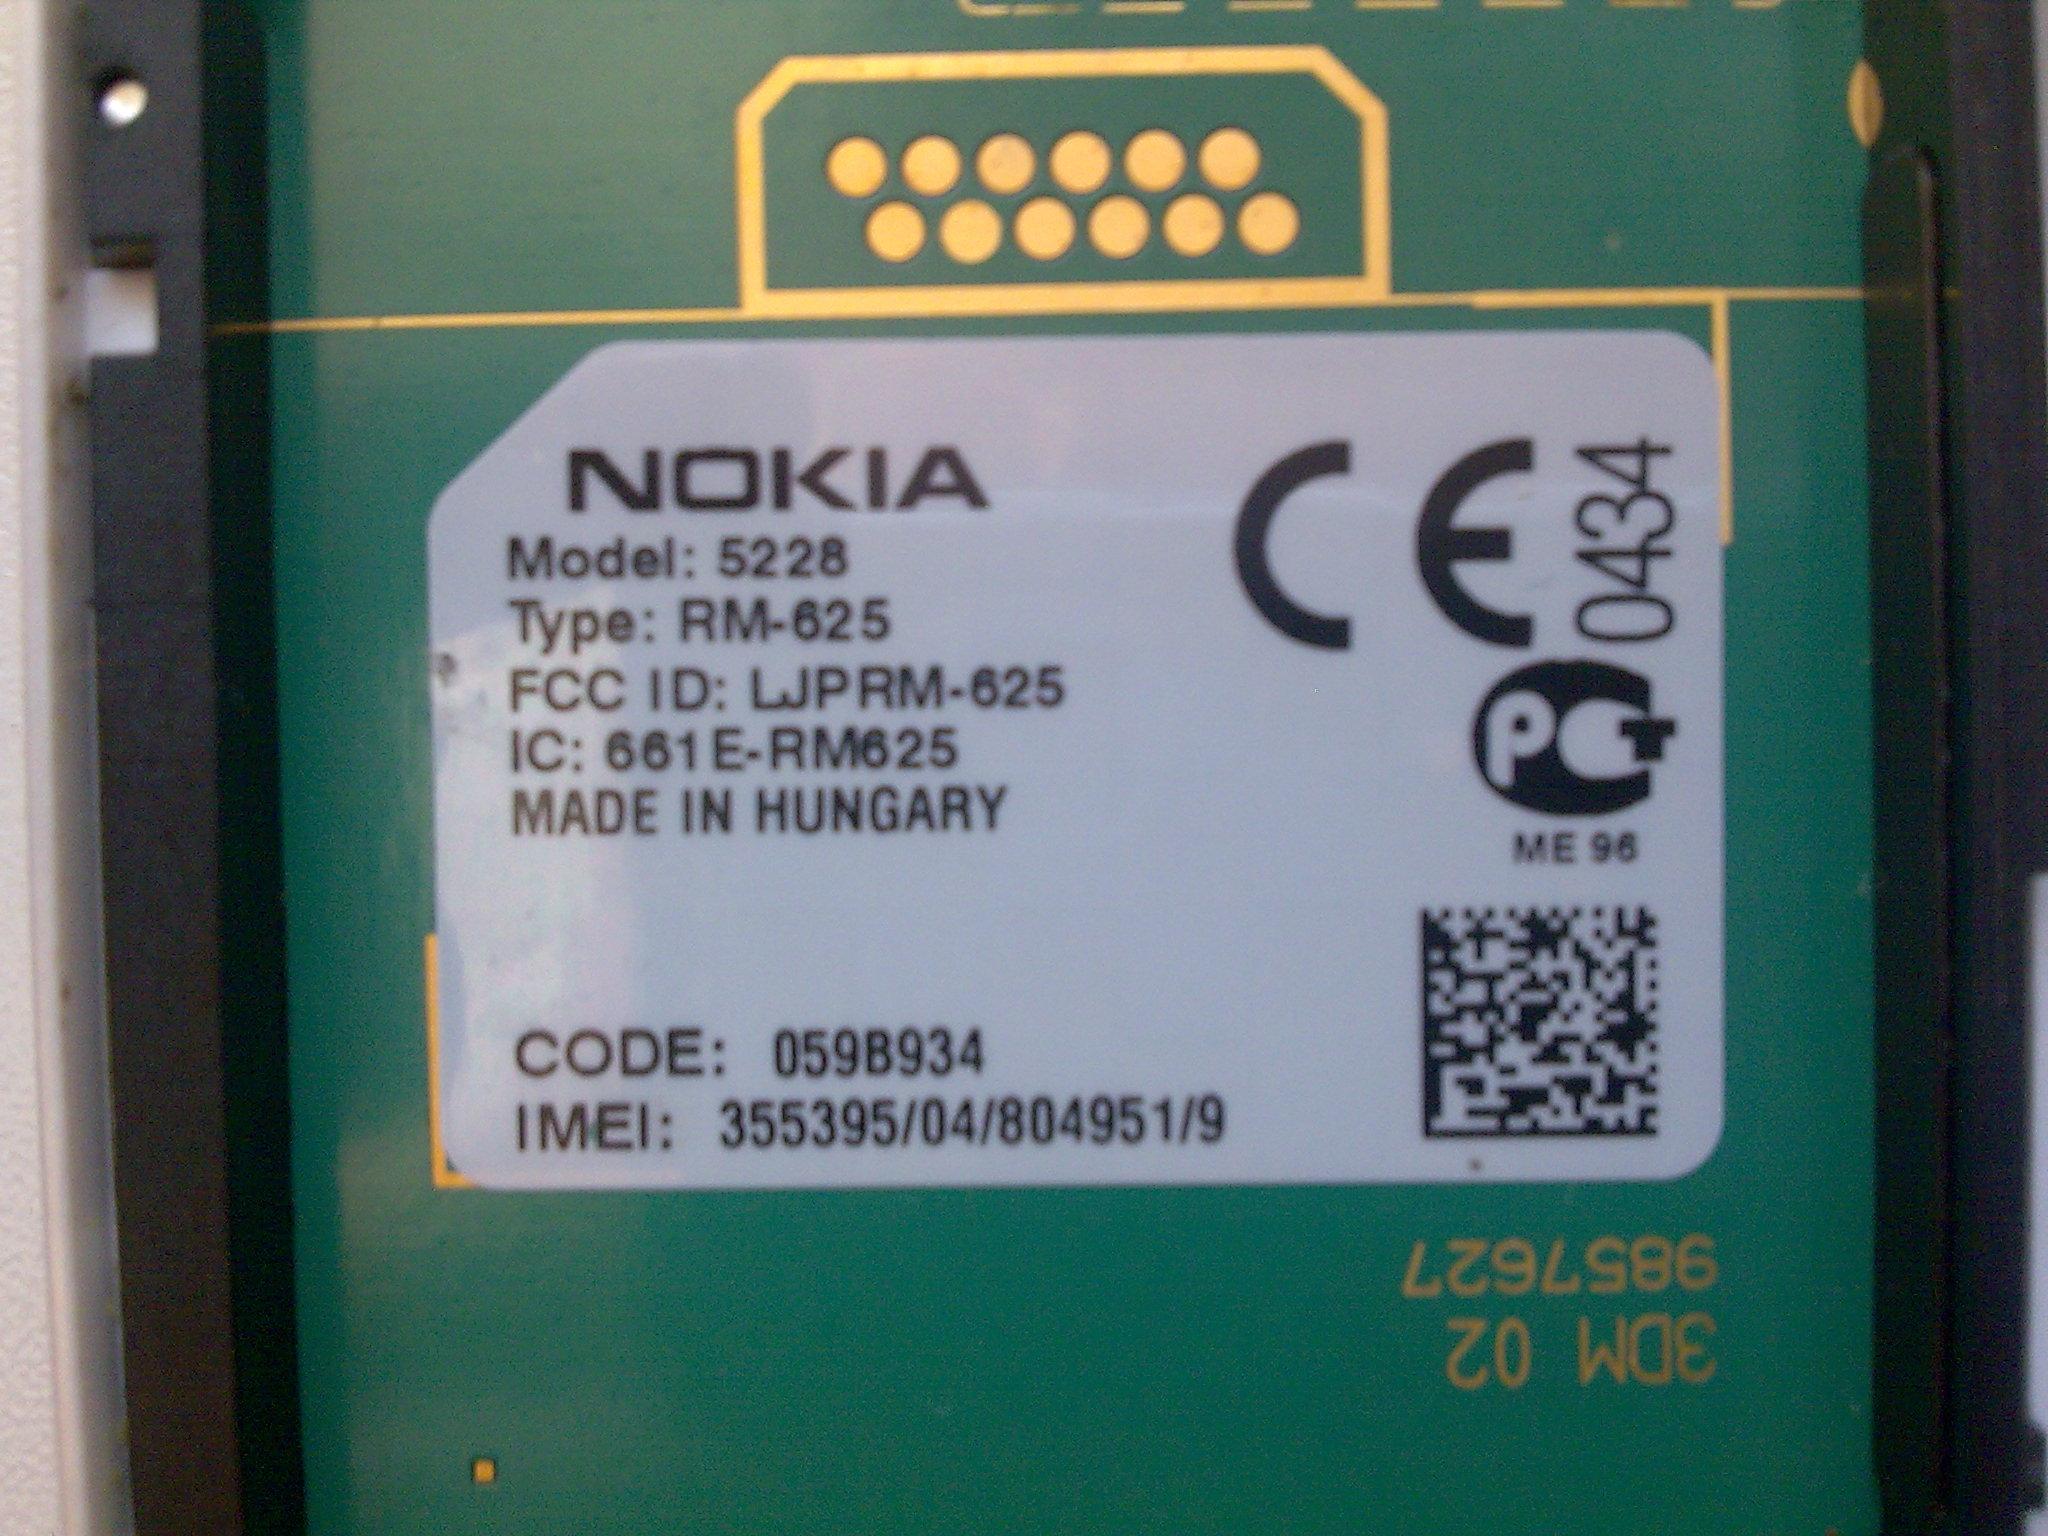 NOKIA
Model: 5228
Type: RM-625
FCC ID: LJPRM-625
IC: 661E-RM625
MADE IN HUNGARY
CE 0434
PC
ME 96
CODE: 059B934
IMEI: 355395/04/804951/9
3DM 02
9857627